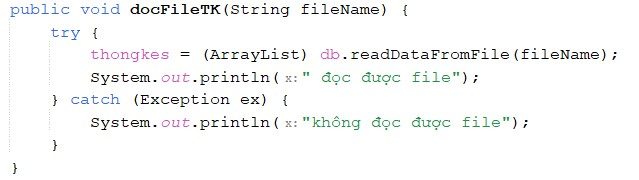 public void docFileTK(String fileName) {
try {
thongkes = (ArrayList) db.readDataFromFile(fileName);
System.out.println( x: " đọc được file");
} catch (Exception ex) {
System.out.println( x: "không đọc được file");
}
}